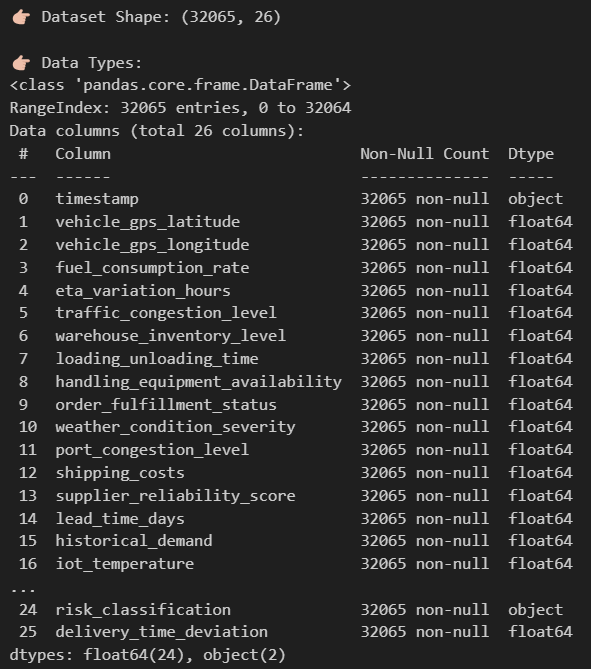 👉 Dataset Shape: (32065, 26)
👉 Data Types:
<class 'pandas.core.frame.DataFrame'>
RangeIndex: 32065 entries, 0 to 32064
Data columns (total 26 columns):
 #   Column                           Non-Null Count  Dtype
---  ------                           --------------  -----
 0   timestamp                        32065 non-null  object
 1   vehicle_gps_latitude             32065 non-null  float64
 2   vehicle_gps_longitude            32065 non-null  float64
 3   fuel_consumption_rate            32065 non-null  float64
 4   eta_variation_hours              32065 non-null  float64
 5   traffic_congestion_level         32065 non-null  float64
 6   warehouse_inventory_level        32065 non-null  float64
 7   loading_unloading_time           32065 non-null  float64
 8   handling_equipment_availability  32065 non-null  float64
 9   order_fulfillment_status         32065 non-null  float64
 10  weather_condition_severity       32065 non-null  float64
 11  port_congestion_level            32065 non-null  float64
 12  shipping_costs                   32065 non-null  float64
 13  supplier_reliability_score       32065 non-null  float64
 14  lead_time_days                   32065 non-null  float64
 15  historical_demand                32065 non-null  float64
 16  iot_temperature                  32065 non-null  float64
...
 24  risk_classification              32065 non-null  object
 25  delivery_time_deviation          32065 non-null  float64
dtypes: float64(24), object(2)